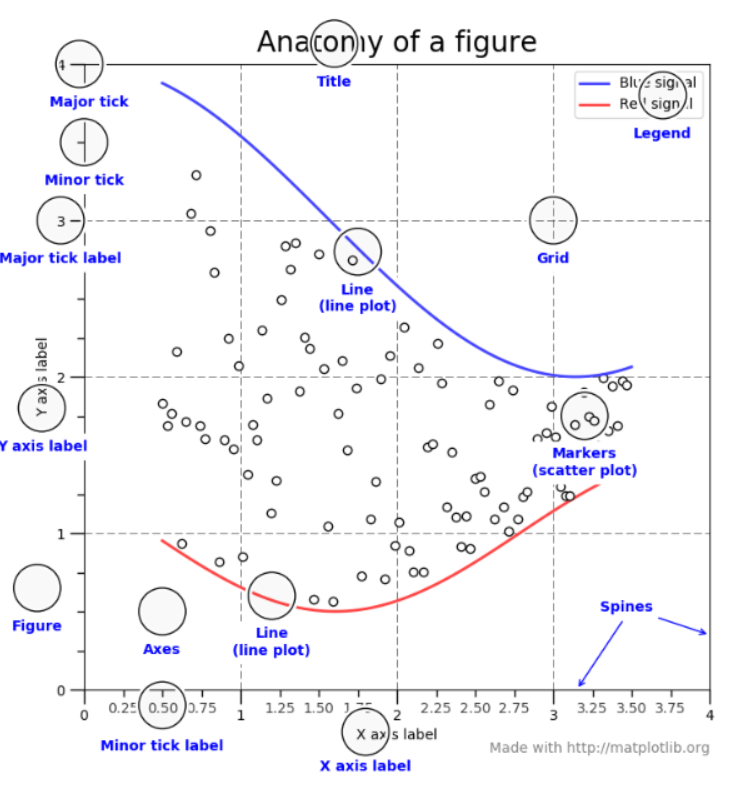 Anatomy of a figure
Title
4
Major tick
Blue signal
Red signal
Legend
Minor tick
3
Major tick label
Grid
Line
(line plot)
2
Y axis label
Y axis label
Markers
(scatter plot)
1
Figure
Axes
Line
(line plot)
Spines
0
0 0.25 0.50 0.75 1 1.25 1.50 1.75 2 2.25 2.50 2.75 3 3.25 3.50 3.75 4
Minor tick label
X axis label
X axis label
Made with http://matplotlib.org